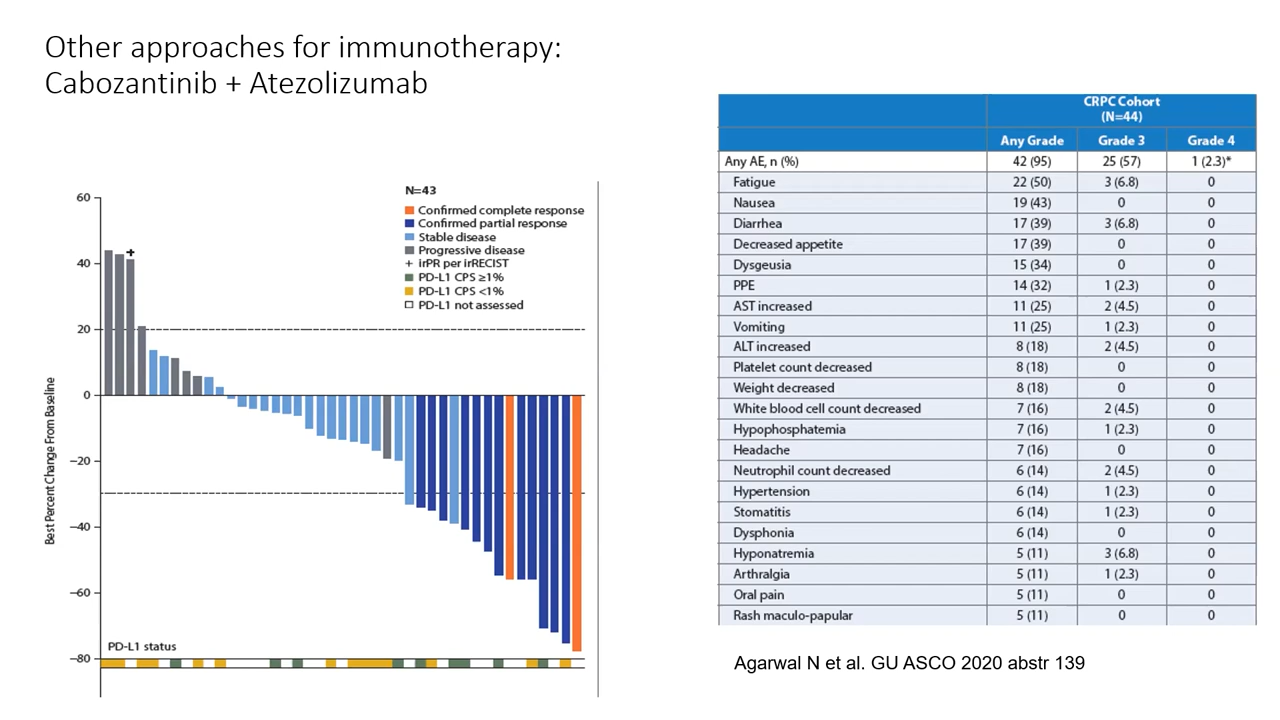 Other approaches for immunotherapy:
Cabozantinib + Atezolizumab
N=43
Confirmed complete response
Confirmed partial response
Stable disease
Progressive disease
+ irPR per irRECIST
PD-L1 CPS ≥1%
PD-L1 CPS <1%
PD-L1 not assessed
+
Best Percent Change From Baseline
60
40
20
0
−20
−40
−60
−80
PD-L1 status
CRPC Cohort
(N=44)
Any Grade Grade 3 Grade 4
Any AE, n (%) 42 (95) 25 (57) 1 (2.3)*
Fatigue 22 (50) 3 (6.8) 0
Nausea 19 (43) 0 0
Diarrhea 17 (39) 3 (6.8) 0
Decreased appetite 17 (39) 0 0
Dysgeusia 15 (34) 0 0
PPE 14 (32) 1 (2.3) 0
AST increased 11 (25) 2 (4.5) 0
Vomiting 11 (25) 1 (2.3) 0
ALT increased 8 (18) 2 (4.5) 0
Platelet count decreased 8 (18) 0 0
Weight decreased 8 (18) 0 0
White blood cell count decreased 7 (16) 2 (4.5) 0
Hypophosphatemia 7 (16) 1 (2.3) 0
Headache 7 (16) 0 0
Neutrophil count decreased 6 (14) 2 (4.5) 0
Hypertension 6 (14) 1 (2.3) 0
Stomatitis 6 (14) 1 (2.3) 0
Dysphonia 6 (14) 0 0
Hyponatremia 5 (11) 3 (6.8) 0
Arthralgia 5 (11) 1 (2.3) 0
Oral pain 5 (11) 0 0
Rash maculo-papular 5 (11) 0 0
Agarwal N et al. GU ASCO 2020 abstr 139